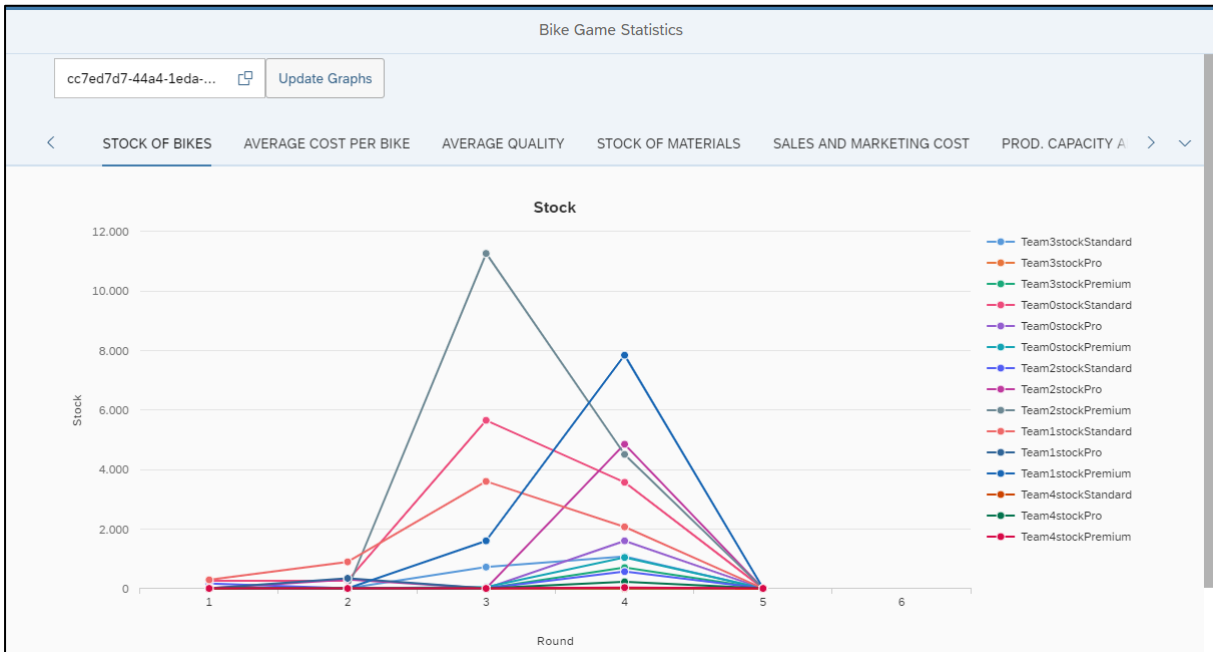 Bike Game Statistics
cc7ed7d7-44a4-1eda-...
Update Graphs
STOCK OF BIKES
AVERAGE COST PER BIKE
AVERAGE QUALITY
STOCK OF MATERIALS
SALES AND MARKETING COST
PROD. CAPACITY A
Stock
Stock
12.000
10.000
8.000
6.000
4.000
2.000
0
1
2
3
4
5
6
Round
Team3stockStandard
Team3stockPro
Team3stockPremium
Team0stockStandard
Team0stockPro
Team0stockPremium
Team2stockStandard
Team2stockPro
Team2stockPremium
Team1stockStandard
Team1stockPro
Team1stockPremium
Team4stockStandard
Team4stockPro
Team4stockPremium